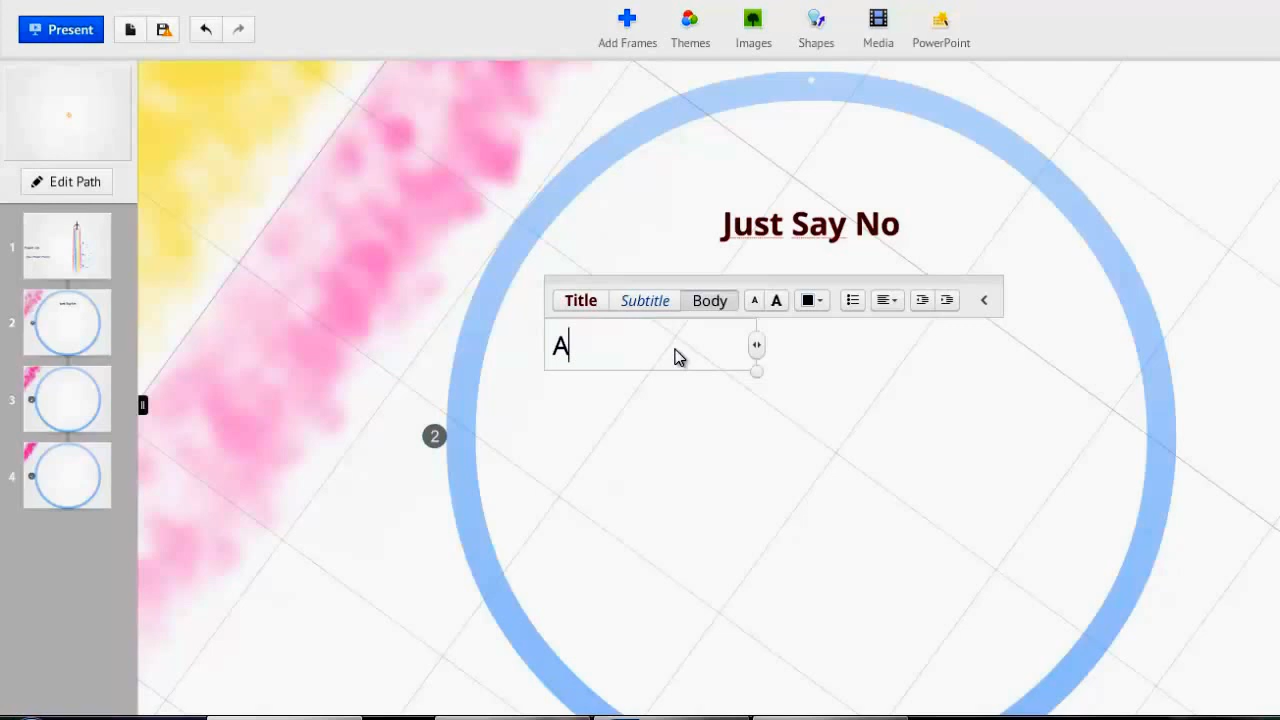 Present
Add Frames
Themes
Images
Shapes
Media
PowerPoint
Edit Path
1
2
3
4
Just Say No
Title
Subtitle
Body
A
A
A
2